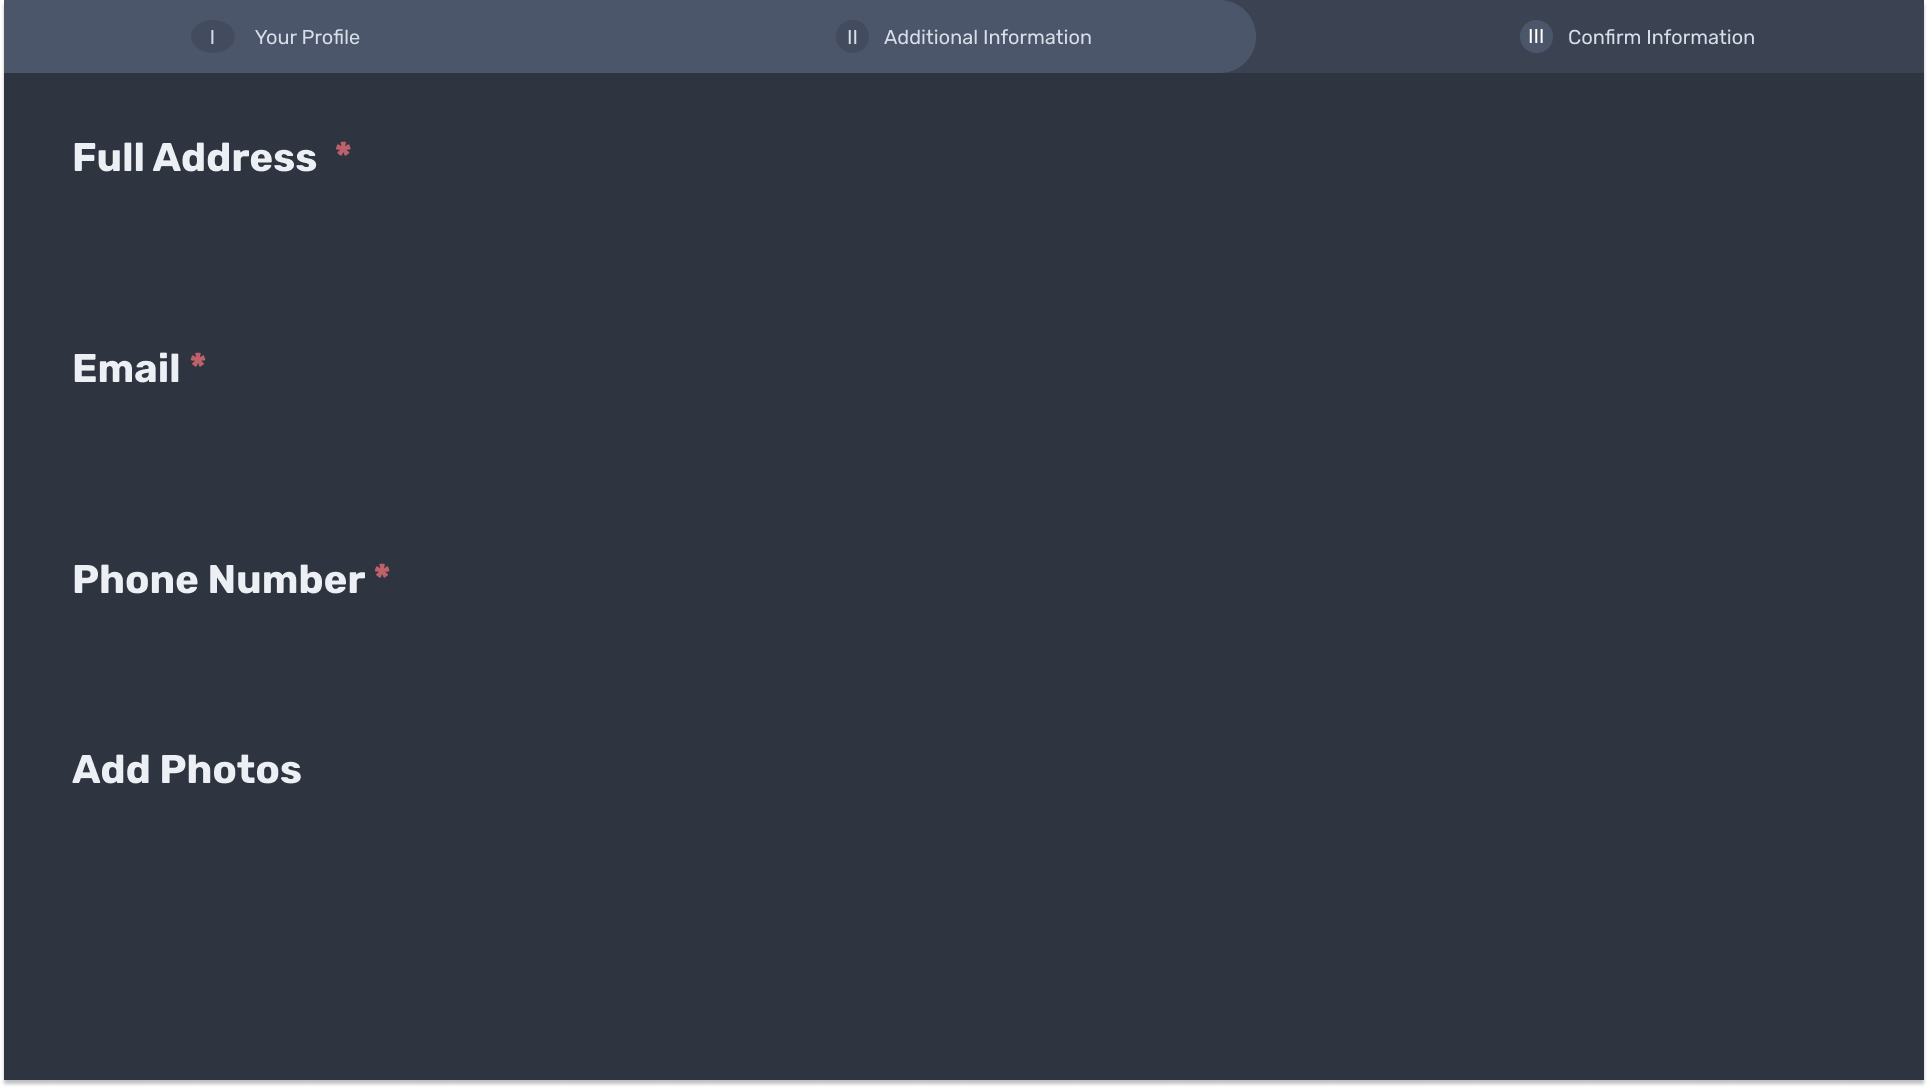 I Your Profile II Additional Information III Confirm Information
Full Address *
Email *
Phone Number *
Add Photos